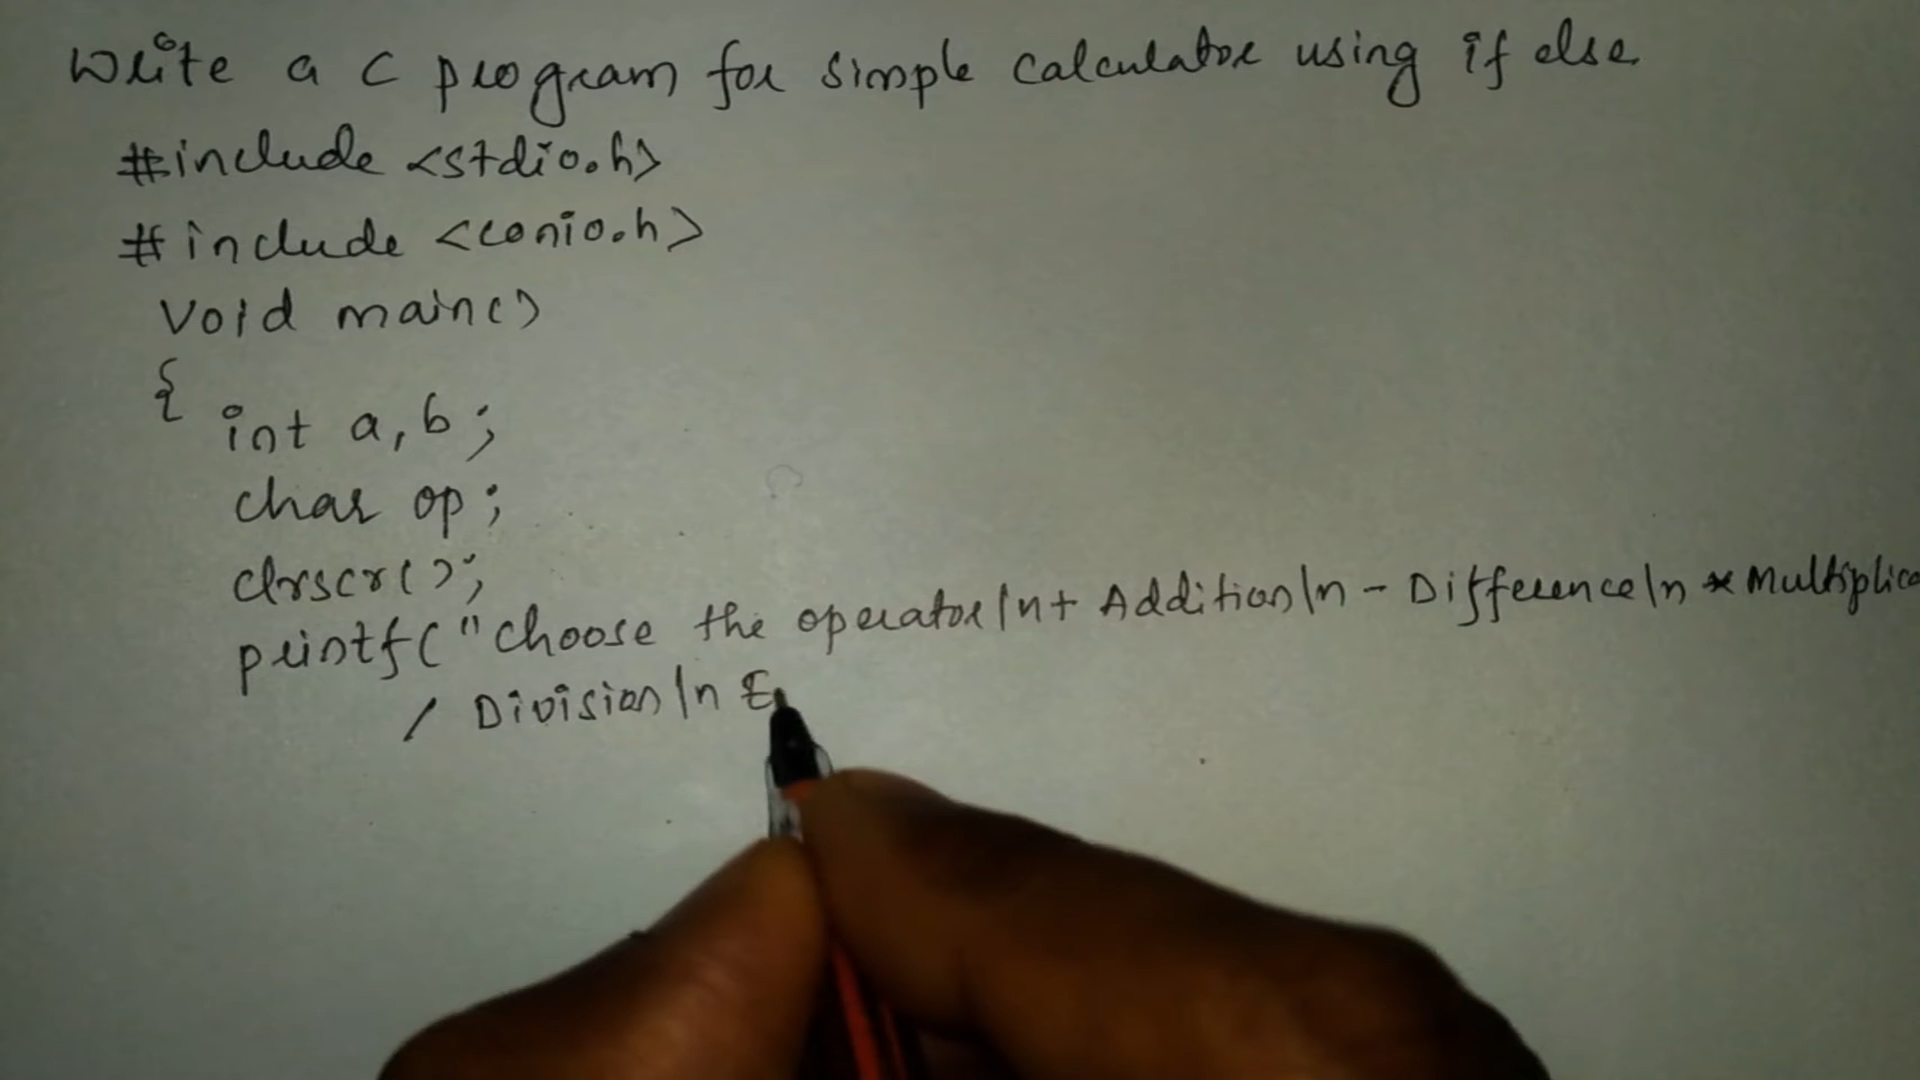 Write a C program for simple calculator using if else
#include <stdio.h>
#include <conio.h>
void main()
{
int a, b;
char op;
clrscr();
printf("Choose the operator\n+ Addition\n - Difference\n * Multiplica
/ Division\n E